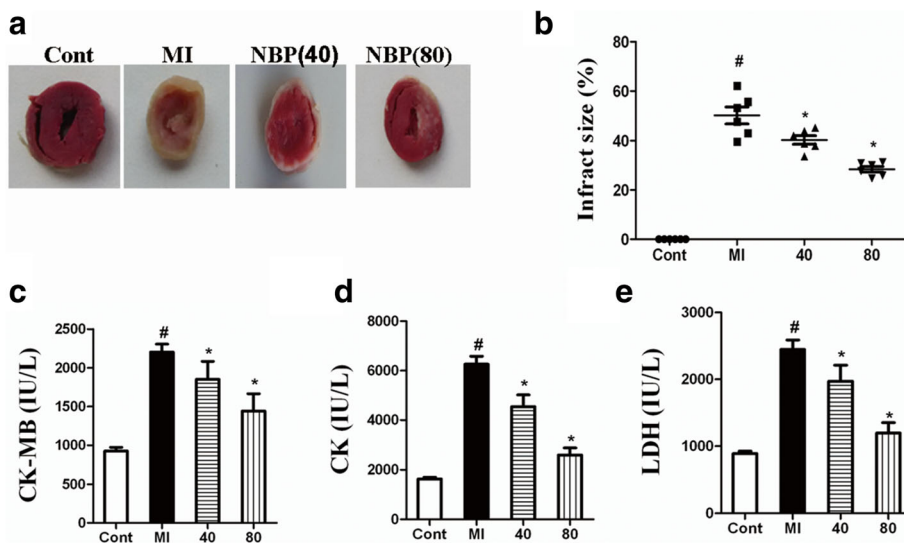 a
Cont MI NBP(40) NBP(80)
b
Infract size (%)
80
60
40
20
0
#
*
*
Cont MI 40 80
c
CK-MB (IU/L)
2500
2000
1500
1000
500
0
#
*
*
Cont MI 40 80
d
CK (IU/L)
8000
6000
4000
2000
0
#
*
*
Cont MI 40 80
e
LDH (IU/L)
3000
2000
1000
0
#
*
*
Cont MI 40 80